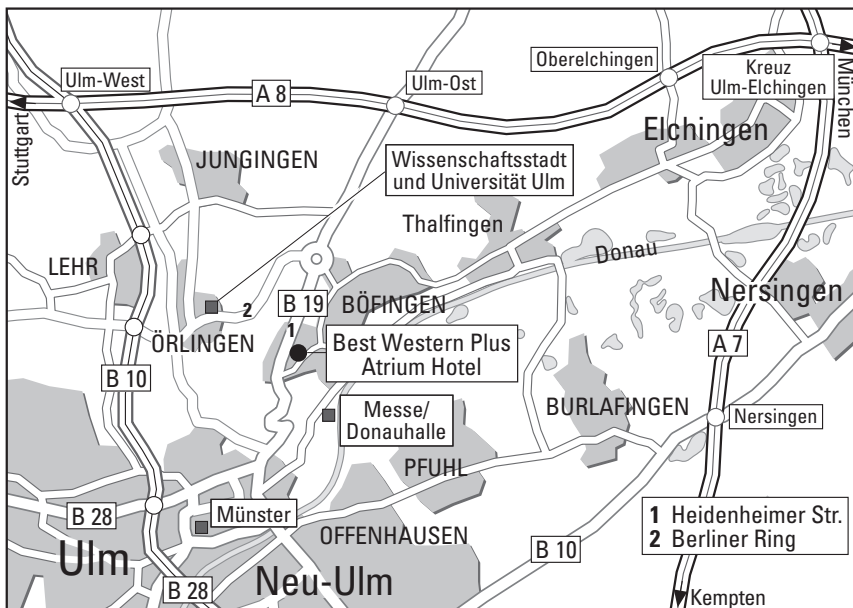 Ulm-West
A 8
Ulm-Ost
Oberelchingen
Kreuz
Ulm-Elchingen
München
Stuttgart
JUNGINGEN
Wissenschaftsstadt
und Universität Ulm
Elchingen
Thalfingen
Donau
LEHR
2
B 19
BÖFINGEN
Nersingen
1
ÖRLINGEN
Best Western Plus
Atrium Hotel
A 7
B 10
Messe/
Donauhalle
BURLAFINGEN
Nersingen
PFUHL
B 28
Münster
OFFENHAUSEN
1 Heidenheimer Str.
2 Berliner Ring
Ulm
B 10
B 28
Neu-Ulm
Kempten